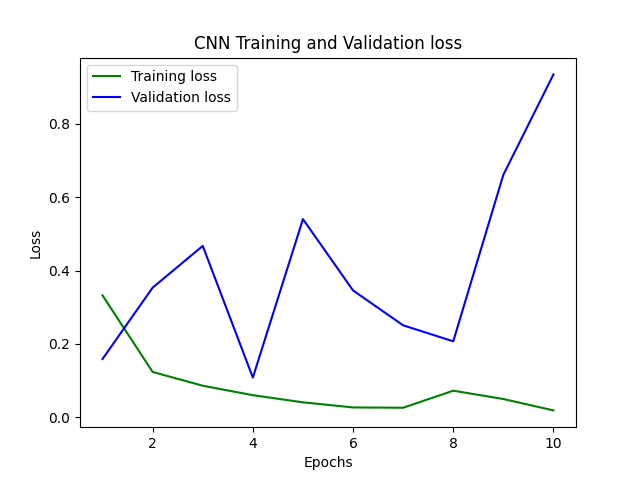 CNN Training and Validation loss
Training loss
Validation loss
Loss
0.8
0.6
0.4
0.2
0.0
2 4 6 8 10
Epochs